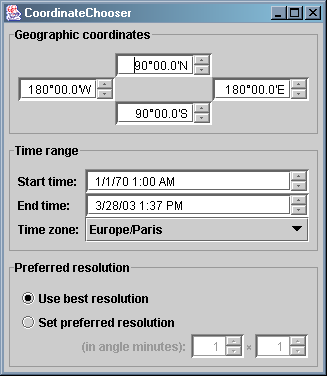 CoordinateChooser
Geographic coordinates
90°00.0'N
180°00.0'W 180°00.0'E
90°00.0'S
Time range
Start time: 1/1/70 1:00 AM
End time: 3/28/03 1:37 PM
Time zone: Europe/Paris
Preferred resolution
Use best resolution
Set preferred resolution
(in angle minutes): 1 × 1